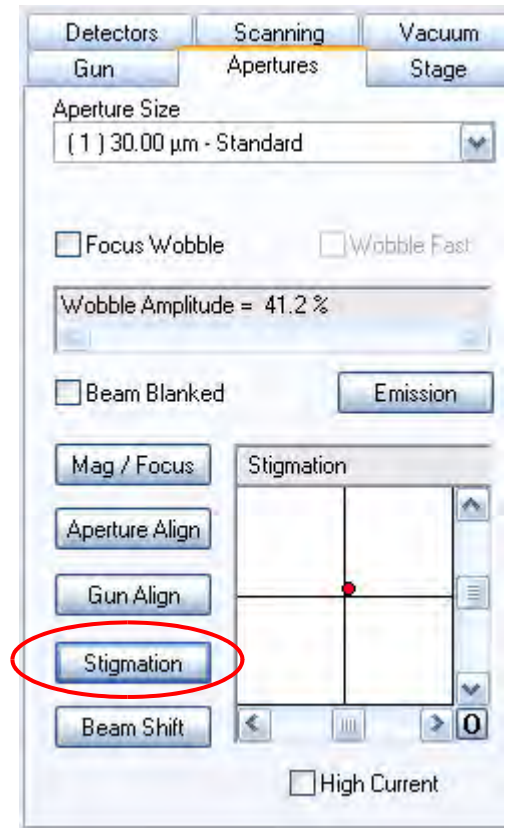 Detectors Scanning Vacuum
Gun Apertures Stage
Aperture Size
( 1 ) 30.00 µm - Standard
Focus Wobble Wobble Fast
Wobble Amplitude = 41.2 %
Beam Blanked Emission
Mag / Focus Stigmation
Aperture Align
Gun Align
Stigmation
Beam Shift 0
High Current